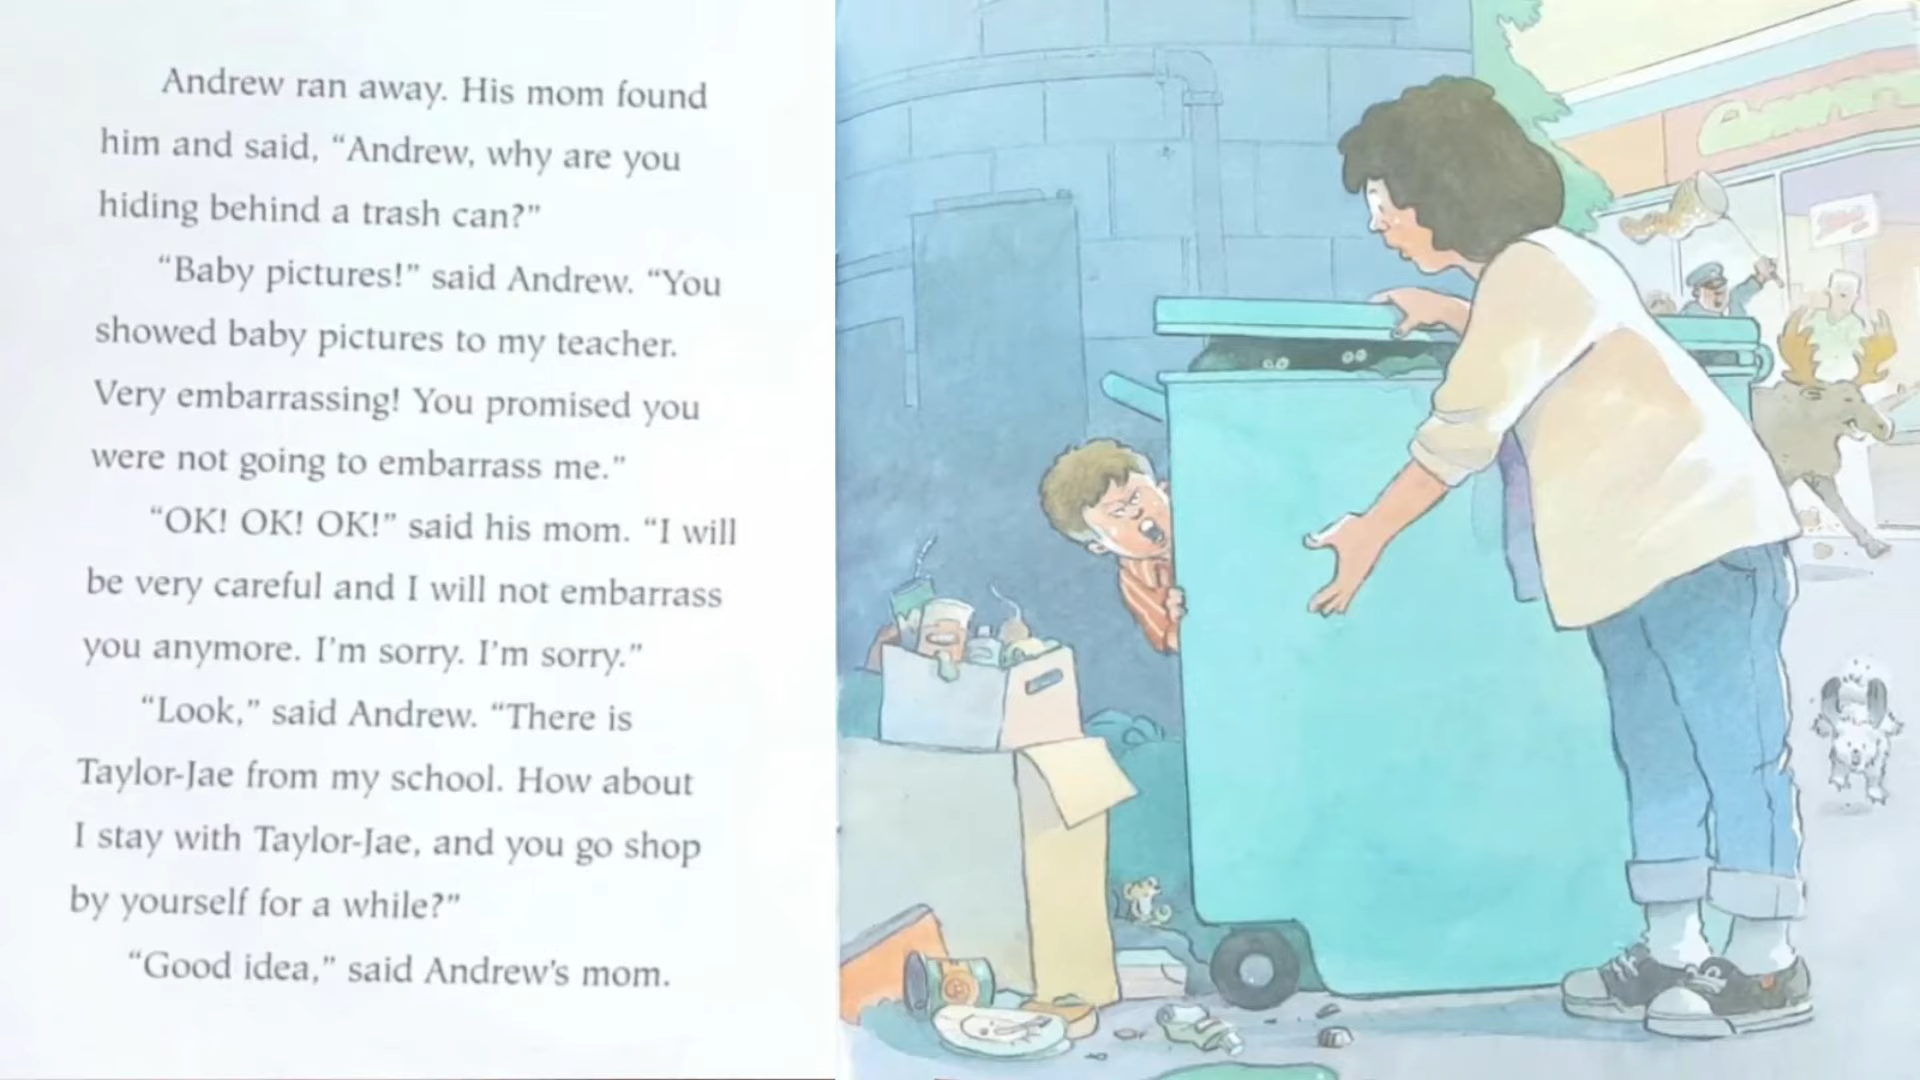 Andrew ran away. His mom found
him and said, “Andrew, why are you
hiding behind a trash can?”
“Baby pictures!” said Andrew. “You
showed baby pictures to my teacher.
Very embarrassing! You promised you
were not going to embarrass me.”
“OK! OK! OK!” said his mom. “I will
be very careful and I will not embarrass
you anymore. I’m sorry. I’m sorry.”
“Look,” said Andrew. “There is
Taylor-Jae from my school. How about
I stay with Taylor-Jae, and you go shop
by yourself for a while?”
“Good idea,” said Andrew’s mom.